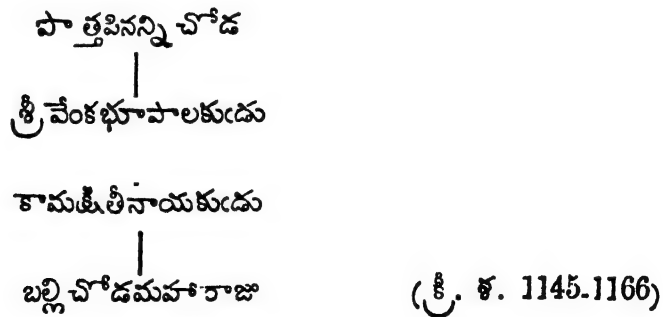 పొత్తపినన్ని చోడ
శ్రీ వేంకభూపాలకుఁడు
కామక్షితీనాయకుఁడు
బల్లి చోడమహారాజు (క్రీ. శ. 1145-1166)